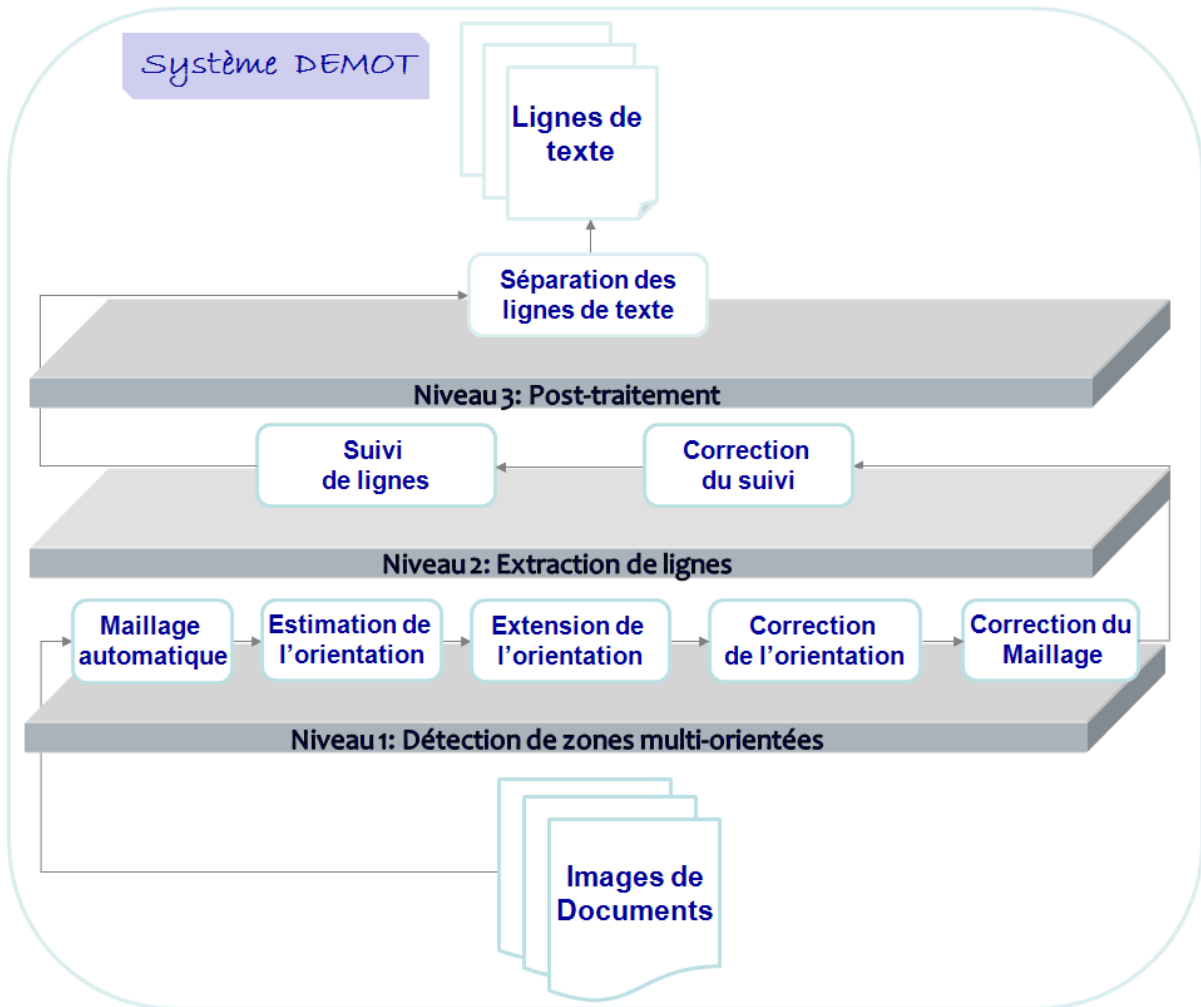 Système DEMOT
Lignes de
texte
Séparation des
lignes de texte
Niveau 3: Post-traitement
Suivi
de lignes
Correction
du suivi
Niveau 2: Extraction de lignes
Maillage
automatique
Estimation de
l'orientation
Extension de
l'orientation
Correction
de l'orientation
Correction du
Maillage
Niveau 1: Détection de zones multi-orientées
Images de
Documents